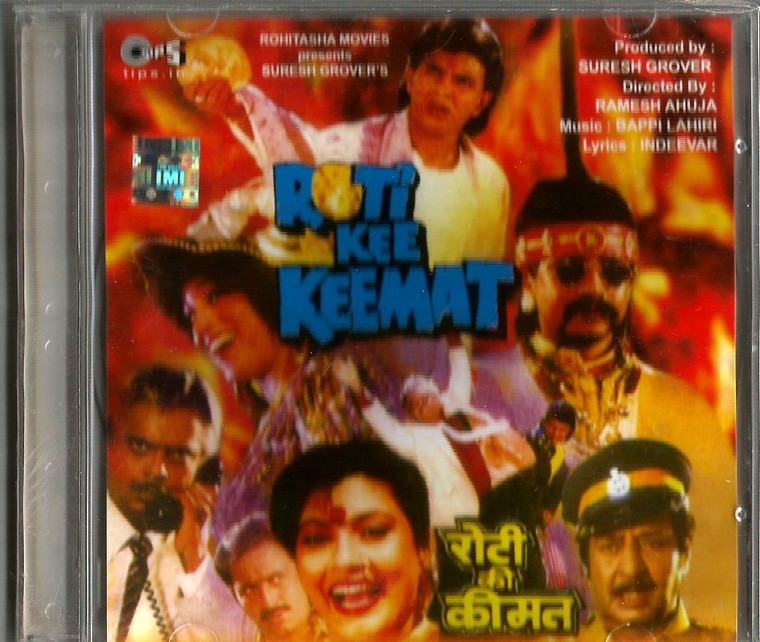 TIPS
tips.in
ROHITASHA MOVIES
presents
SURESH GROVER'S
Produced by :
SURESH GROVER
Directed By :
RAMESH AHUJA
Music : BAPPI LAHIRI
Lyrics : INDEEVAR
IMI
ROTI
KEE
KEEMAT
रोटी
की
कीमत